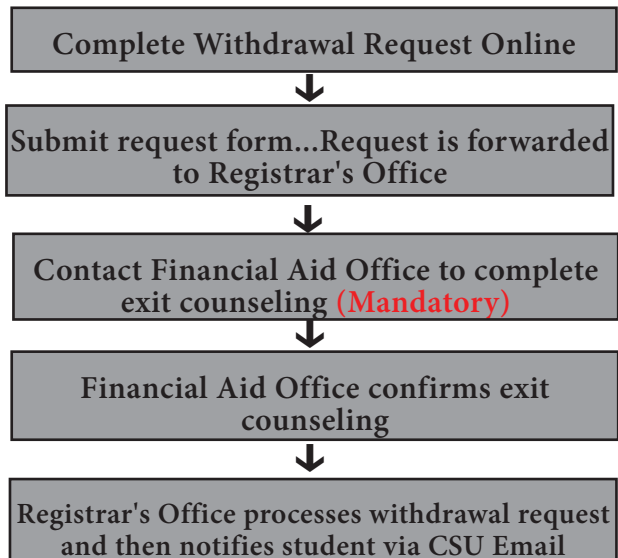 Complete Withdrawal Request Online
Submit request form...Request is forwarded
to Registrar's Office
Contact Financial Aid Office to complete
exit counseling (Mandatory)
Financial Aid Office confirms exit
counseling
Registrar's Office processes withdrawal request
and then notifies student via CSU Email